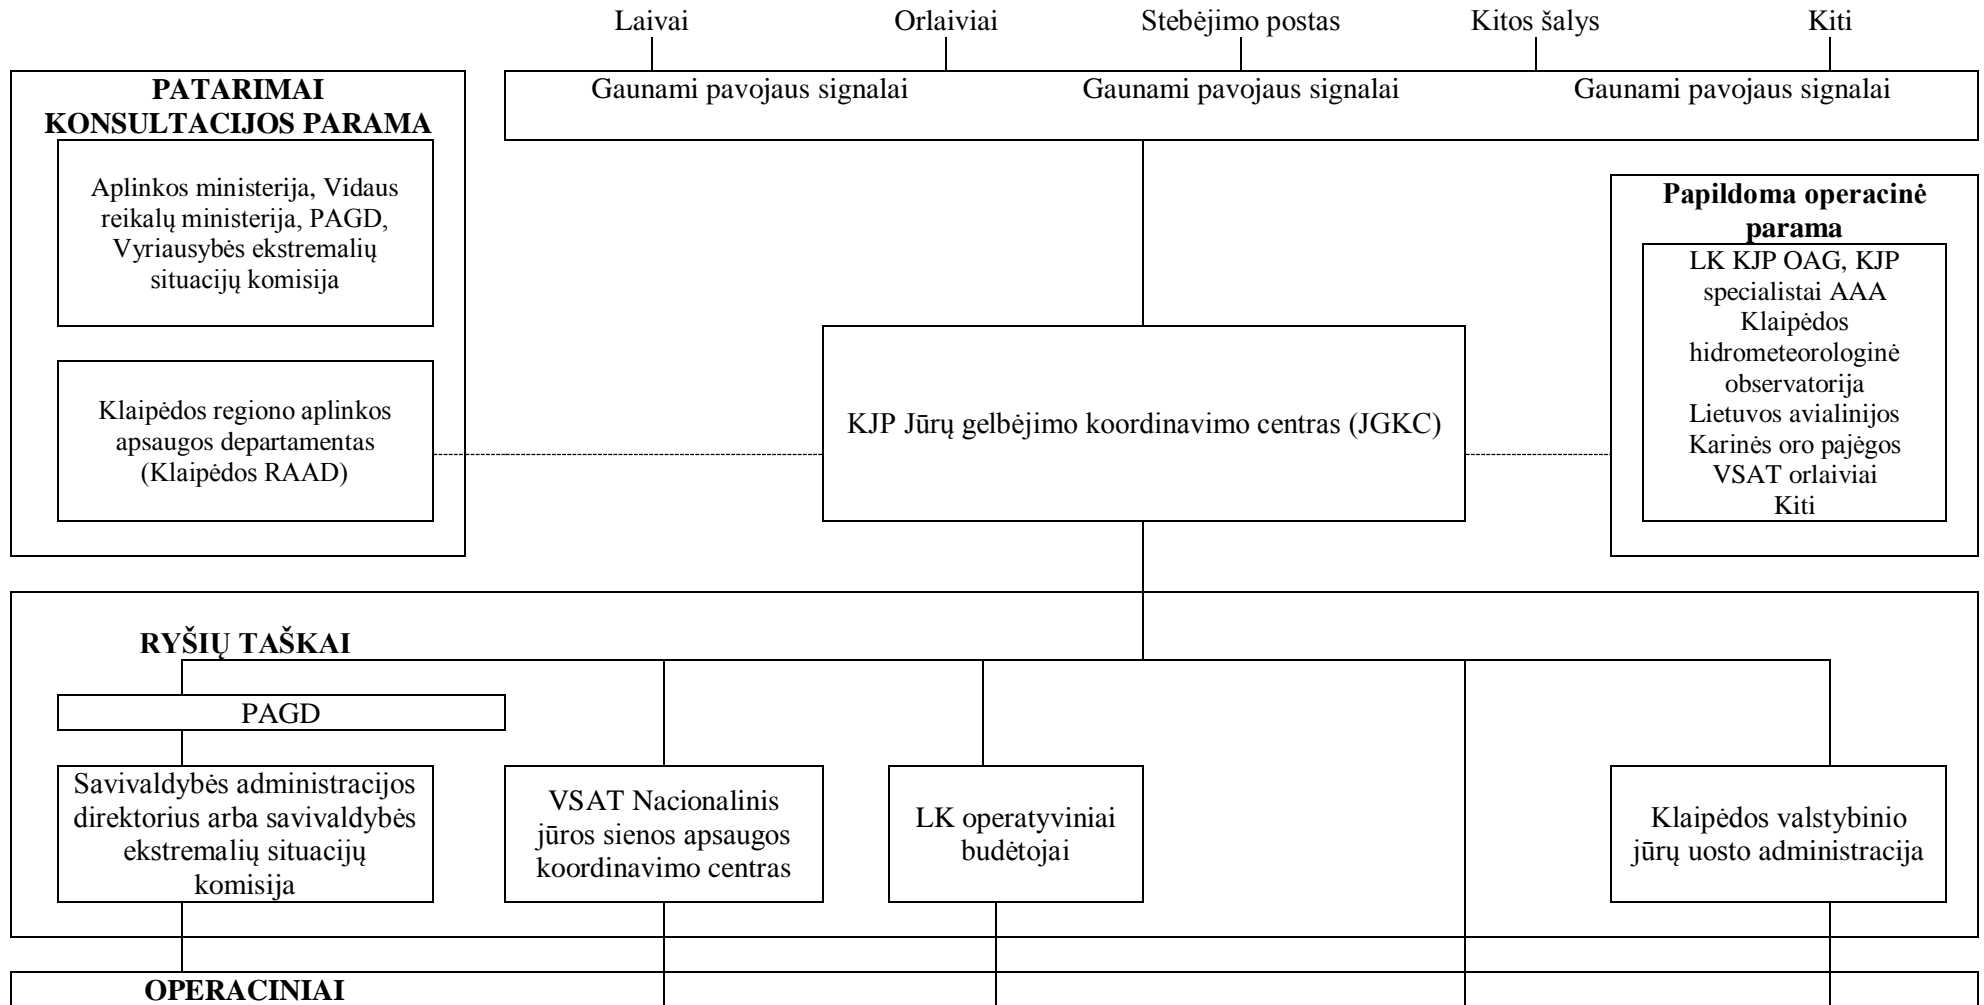 Laivai
Orlaiviai
Stebėjimo postas
Kitos šalys
Kiti
Gaunami pavojaus signalai
Gaunami pavojaus signalai
Gaunami pavojaus signalai
PATARIMAI
KONSULTACIJOS PARAMA
Aplinkos ministerija, Vidaus
reikalų ministerija, PAGD,
Vyriausybės ekstremalių
situacijų komisija
Klaipėdos regiono aplinkos
apsaugos departamentas
(Klaipėdos RAAD)
KJP Jūrų gelbėjimo koordinavimo centras (JGKC)
Papildoma operacinė
parama
LK KJP OAG, KJP
specialistai AAA
Klaipėdos
hidrometeorologinė
observatorija
Lietuvos avialinijos
Karinės oro pajėgos
VSAT orlaiviai
Kiti
RYŠIŲ TAŠKAI
PAGD
Savivaldybės administracijos
direktorius arba savivaldybės
ekstremalių situacijų
komisija
VSAT Nacionalinis
jūros sienos apsaugos
koordinavimo centras
LK operatyviniai
budėtojai
Klaipėdos valstybinio
jūrų uosto administracija
OPERACINIAI